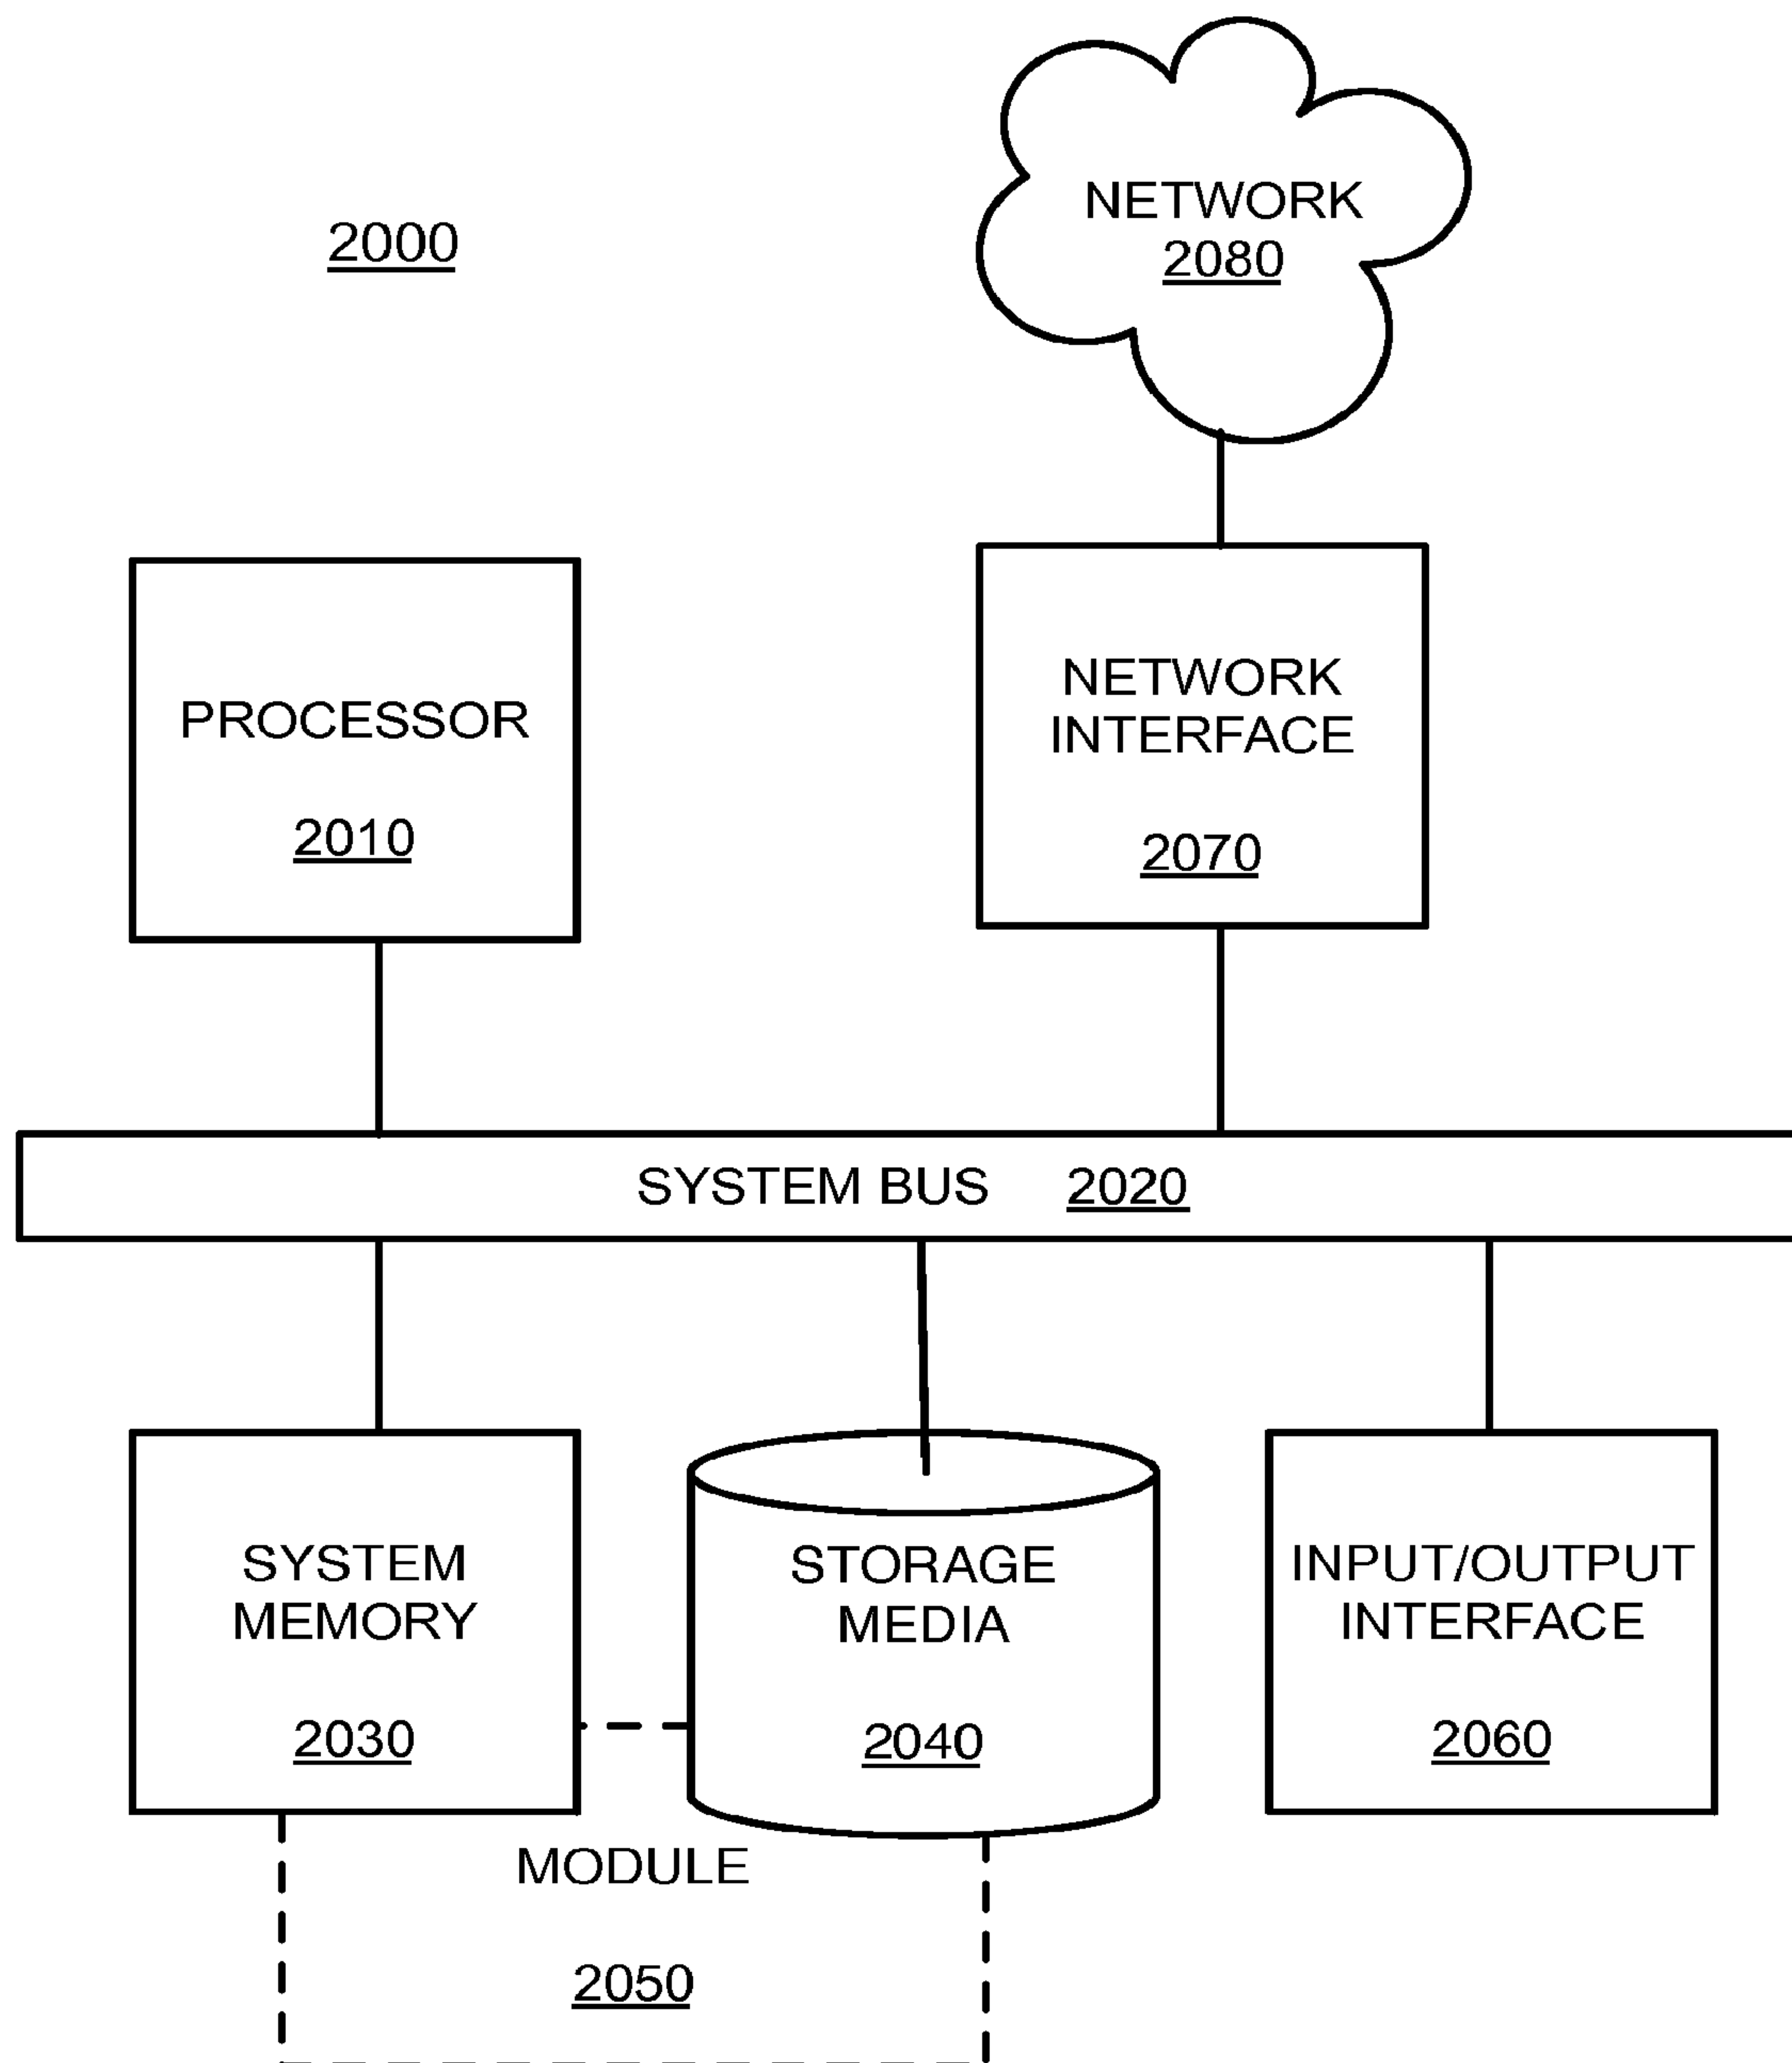 2000
NETWORK
2080
PROCESSOR
2010
NETWORK
INTERFACE
2070
SYSTEM BUS 2020
SYSTEM
MEMORY
2030
STORAGE
MEDIA
2040
INPUT/OUTPUT
INTERFACE
2060
MODULE
2050